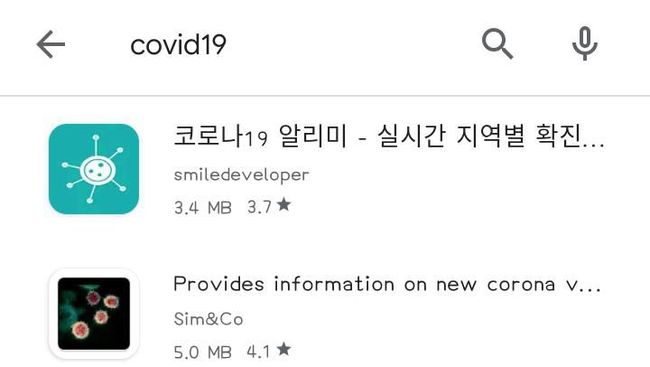 covid19
코로나19 알리미 - 실시간 지역별 확진...
smiledeveloper
3.4 MB 3.7★
Provides information on new corona v...
Sim&Co
5.0 MB 4.1★